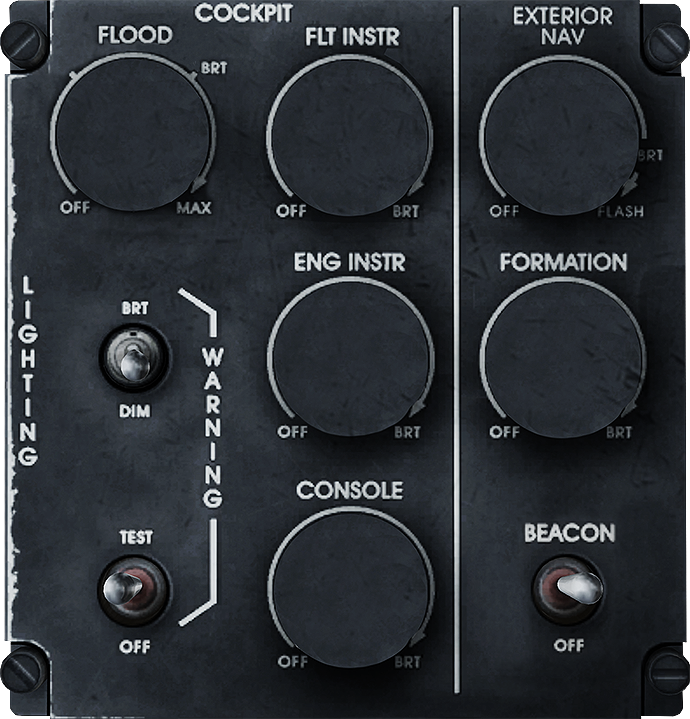 COCKPIT
FLOOD
BRT
OFF
MAX
FLT INSTR
OFF
BRT
EXTERIOR
NAV
BRT
OFF
FLASH
LIGHTING
BRT
DIM
WARNING
TEST
OFF
ENG INSTR
OFF
BRT
CONSOLE
OFF
BRT
FORMATION
OFF
BRT
BEACON
OFF